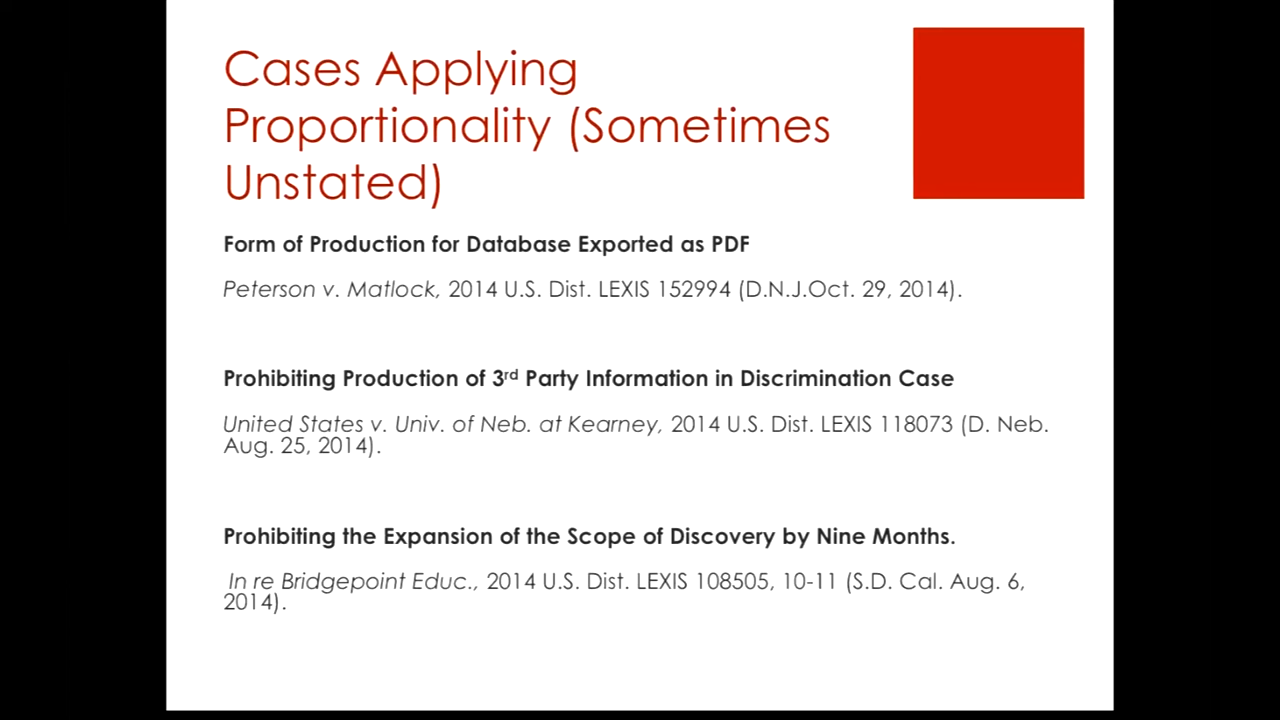 Cases Applying
Proportionality (Sometimes
Unstated)
Form of Production for Database Exported as PDF
Peterson v. Matlock, 2014 U.S. Dist. LEXIS 152994 (D.N.J.Oct. 29, 2014).
Prohibiting Production of 3rd Party Information in Discrimination Case
United States v. Univ. of Neb. at Kearney, 2014 U.S. Dist. LEXIS 118073 (D. Neb.
Aug. 25, 2014).
Prohibiting the Expansion of the Scope of Discovery by Nine Months.
In re Bridgepoint Educ., 2014 U.S. Dist. LEXIS 108505, 10-11 (S.D. Cal. Aug. 6,
2014).